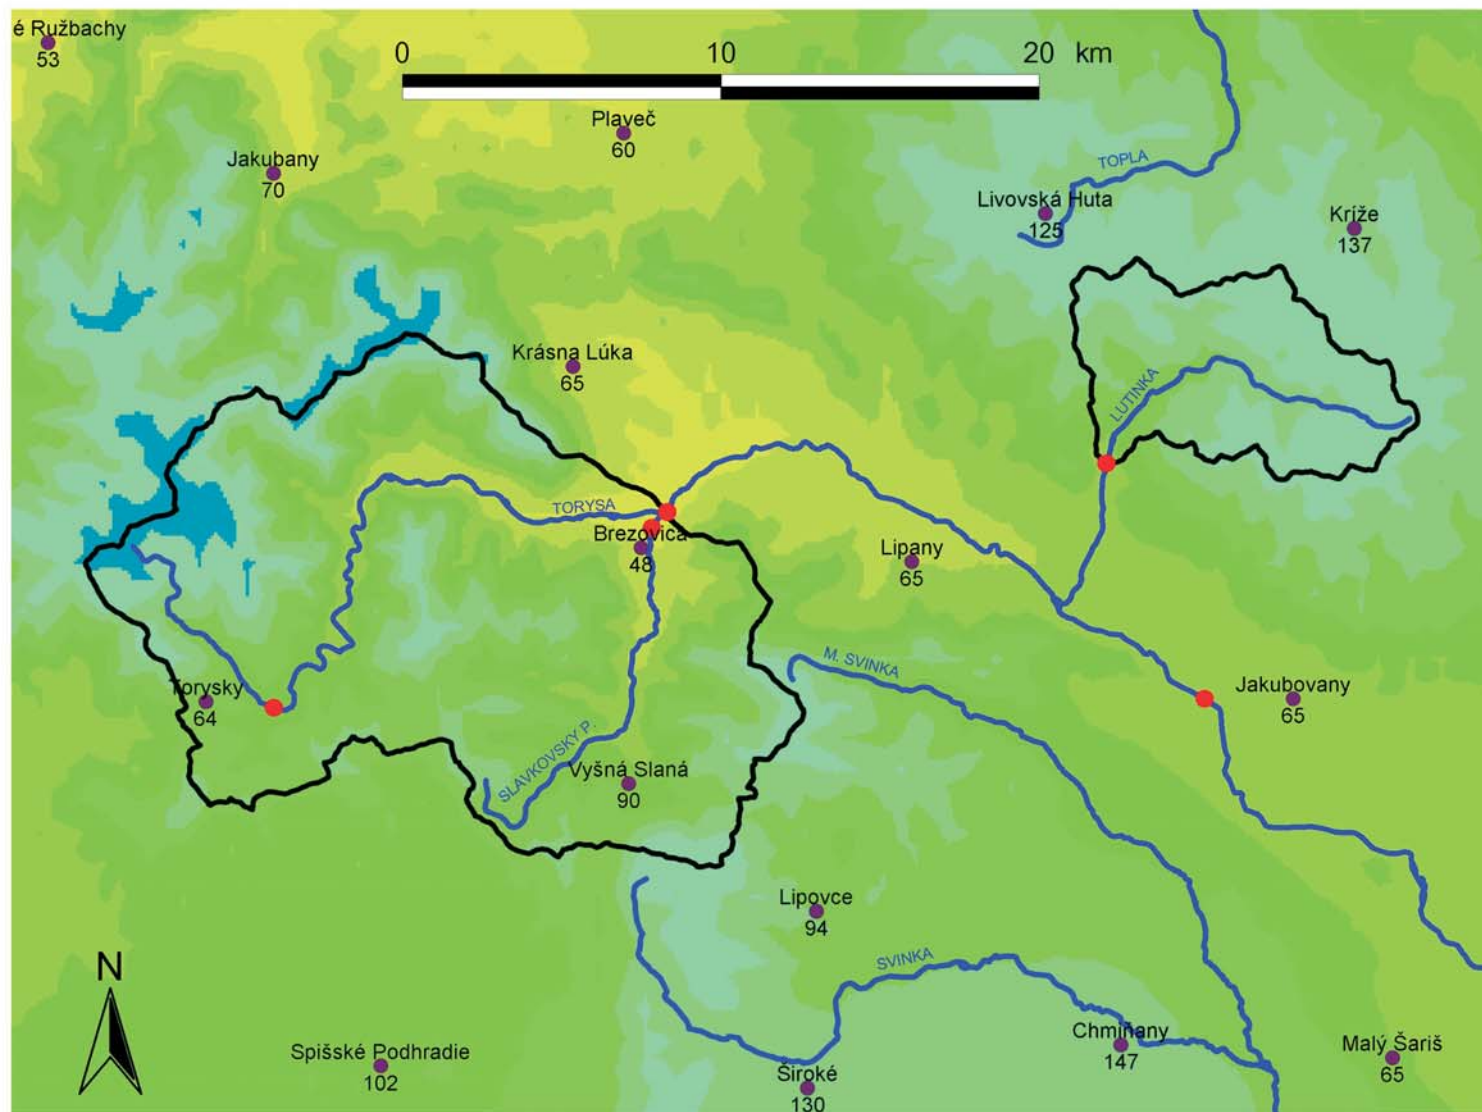 é Ružbachy
53
0 10 20 km
Plaveč
60
Jakubany
70
TOPLA
Livovská Huta
125
Kríže
137
Krásna Lúka
65
LUTINKA
TORYSA
Brezovica
48
Lipany
65
M. SVINKA
Torysky
64
Jakubovany
65
SLAVKOVSKY P.
Vyšná Slaná
90
Lipovce
94
SVINKA
N
Chmiňany
147
Malý Šariš
65
Spišské Podhradie
102
Široké
130